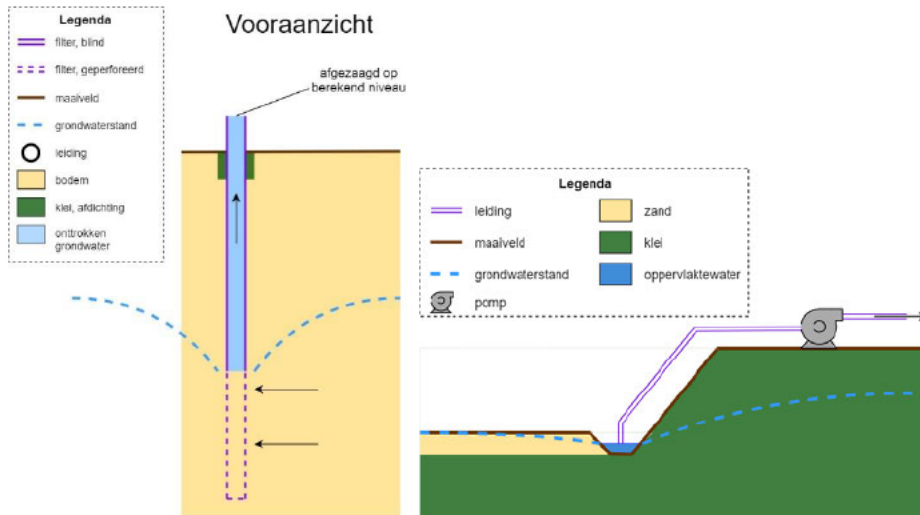 Legenda
filter, blind
filter, geperforeerd
maaiveld
grondwaterstand
leiding
bodem
klei, afdichting
onttrokken
grondwater
Vooraanzicht
afgezaagd op
berekend niveau
Legenda
leiding
zand
maaiveld
klei
grondwaterstand
oppervlaktewater
pomp